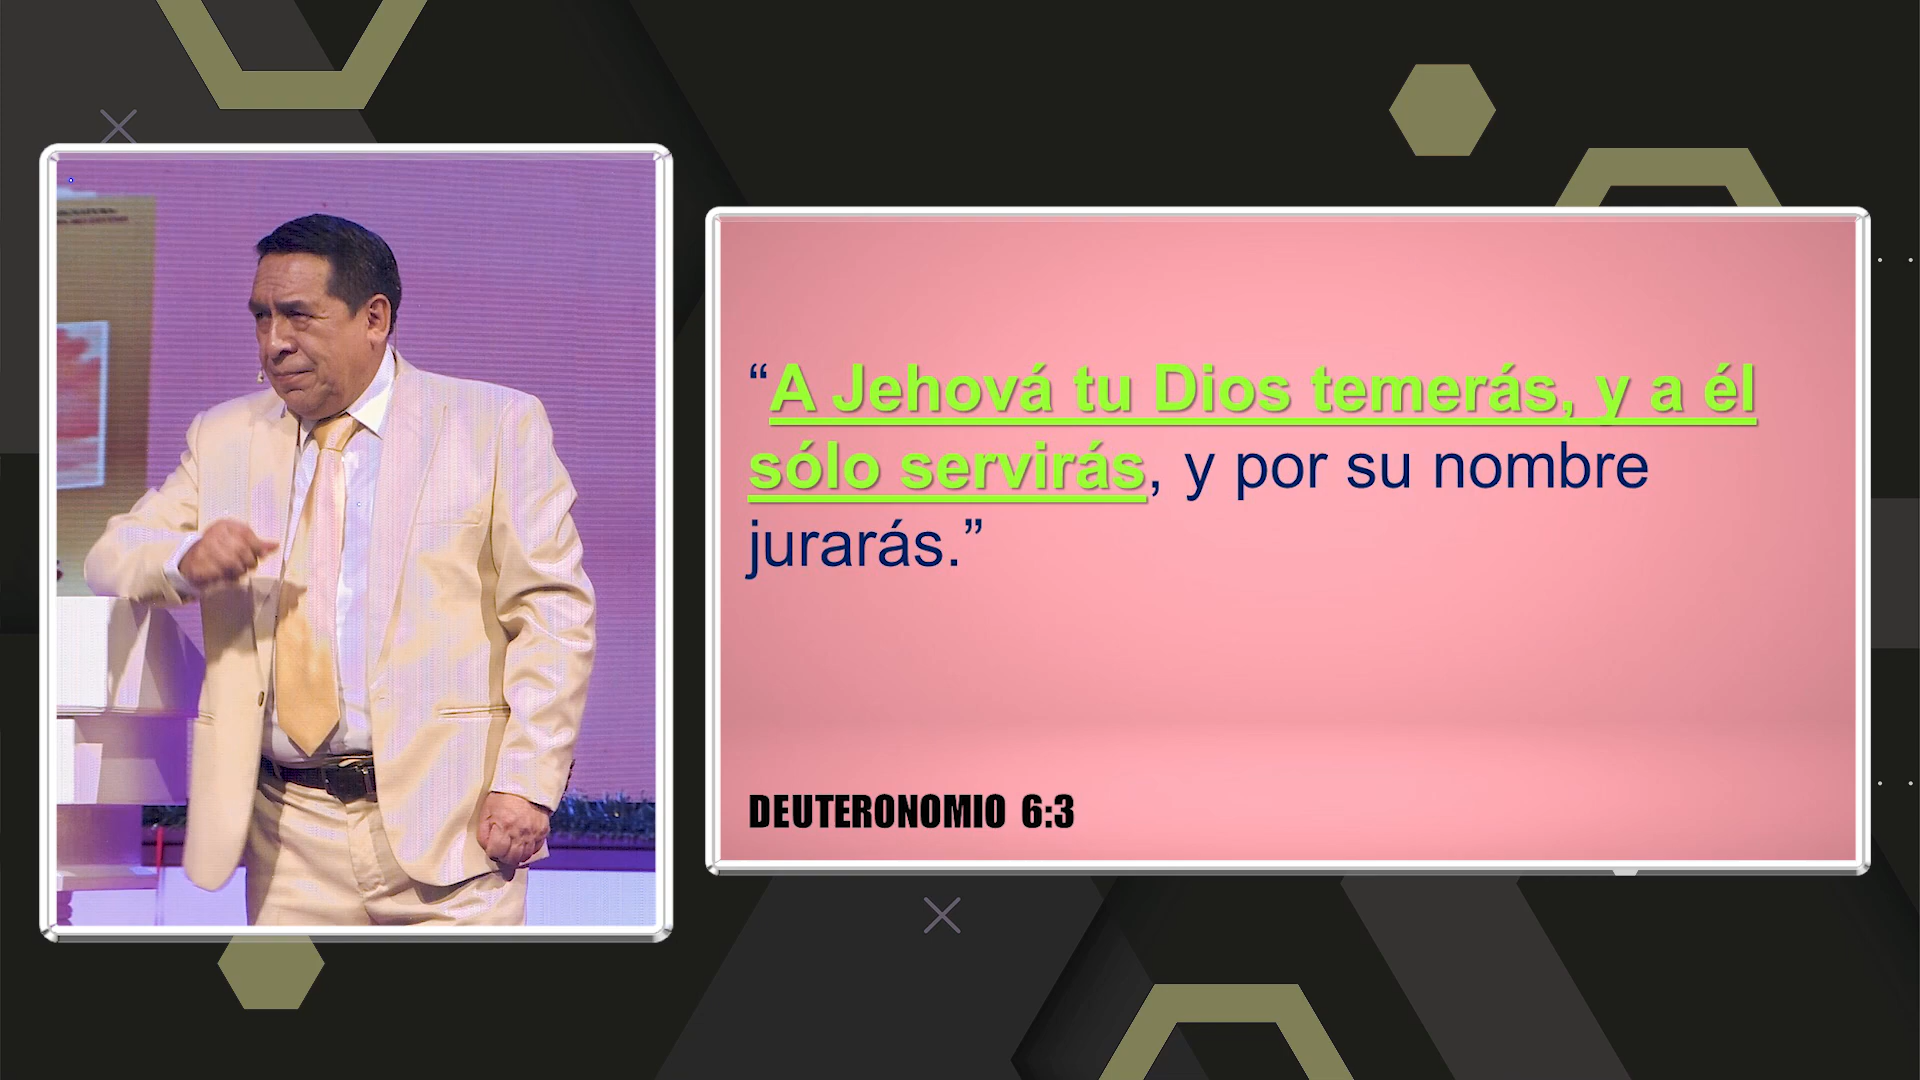 “A Jehová tu Dios temerás, y a él
sólo servirás, y por su nombre
jurarás.”
DEUTERONOMIO 6:3